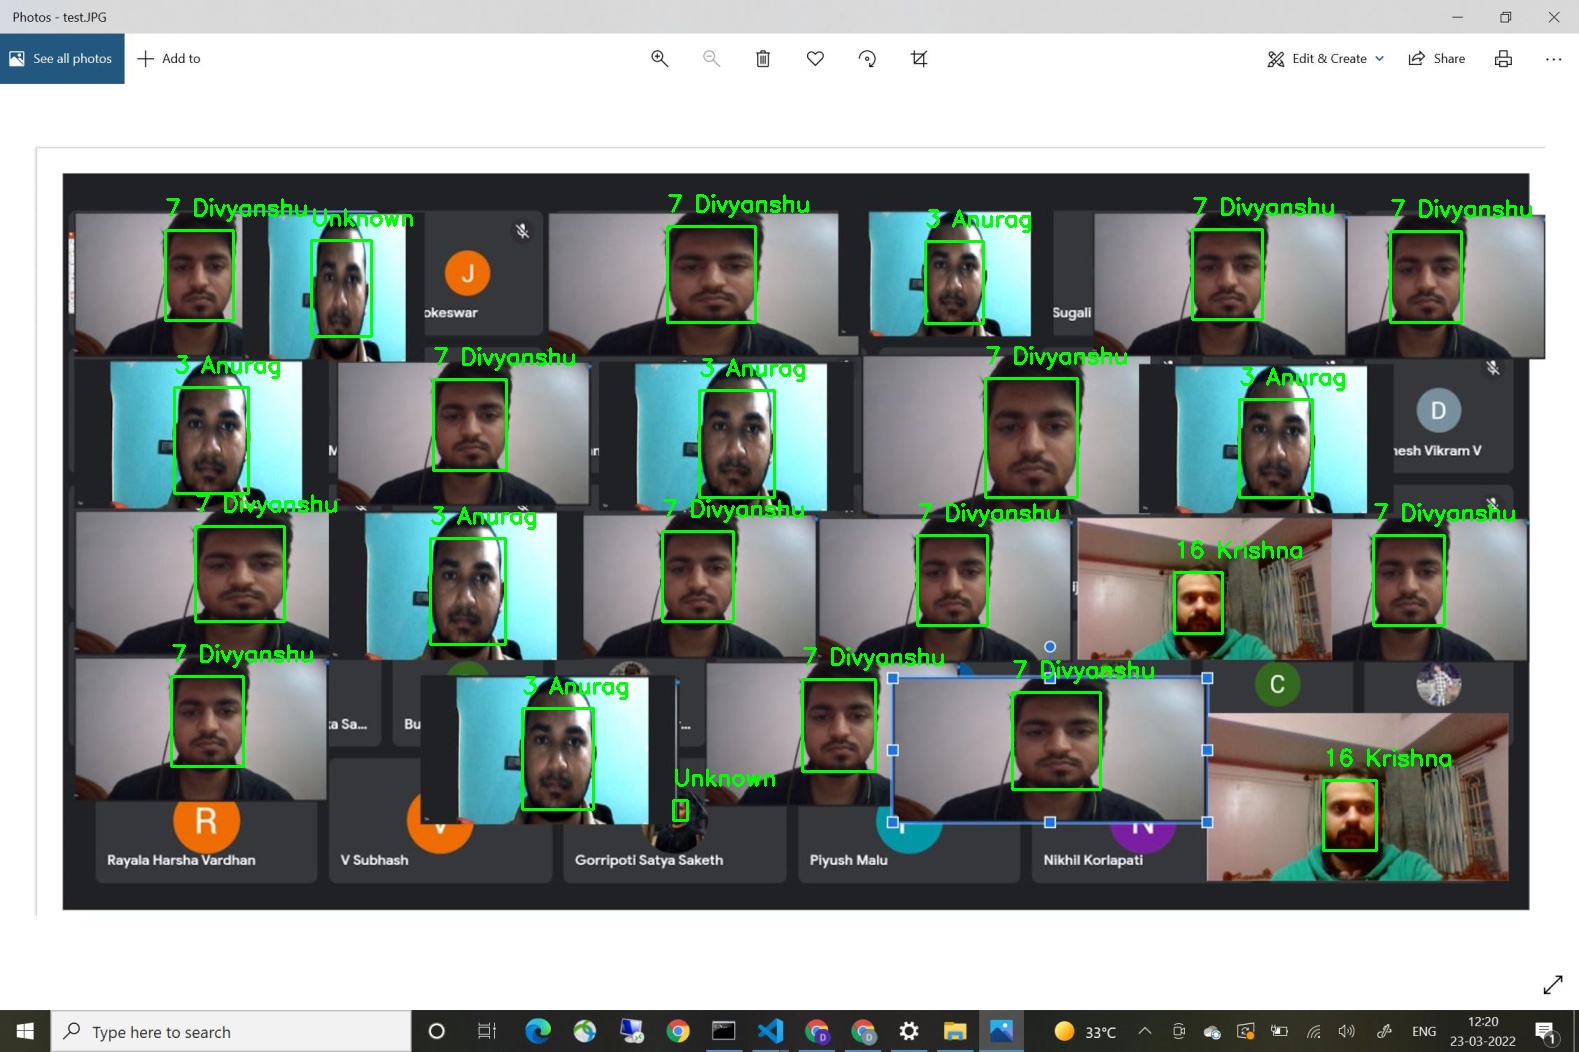 Photos - test.JPG
See all photos
Add to
Edit & Create
Share
7 Divyanshu
Unknown
7 Divyanshu
3 Anurag
7 Divyanshu
7 Divyanshu
J
okeswar
Sugali
3 Anurag
7 Divyanshu
3 Anurag
7 Divyanshu
3 Anurag
D
nesh Vikram V
7 Divyanshu
3 Anurag
7 Divyanshu
7 Divyanshu
16 Krishna
7 Divyanshu
7 Divyanshu
3 Anurag
7 Divyanshu
7 Divyanshu
C
ka Sa...
Bu
...
16 Krishna
Unknown
R
V
N
Rayala Harsha Vardhan
V Subhash
Gorripoti Satya Saketh
Piyush Malu
Nikhil Korlapati
Type here to search
33°C
ENG
12:20
23-03-2022
1